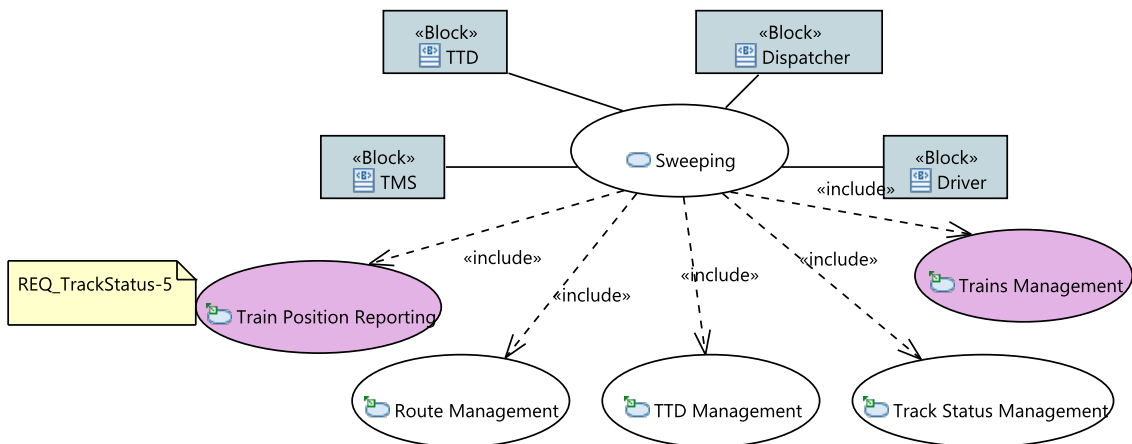 «Block»
TTD
«Block»
Dispatcher
«Block»
TMS
Sweeping
«Block»
Driver
«include»
«include»
«include»
«include»
«include»
REQ_TrackStatus-5
Train Position Reporting
Trains Management
Route Management
TTD Management
Track Status Management